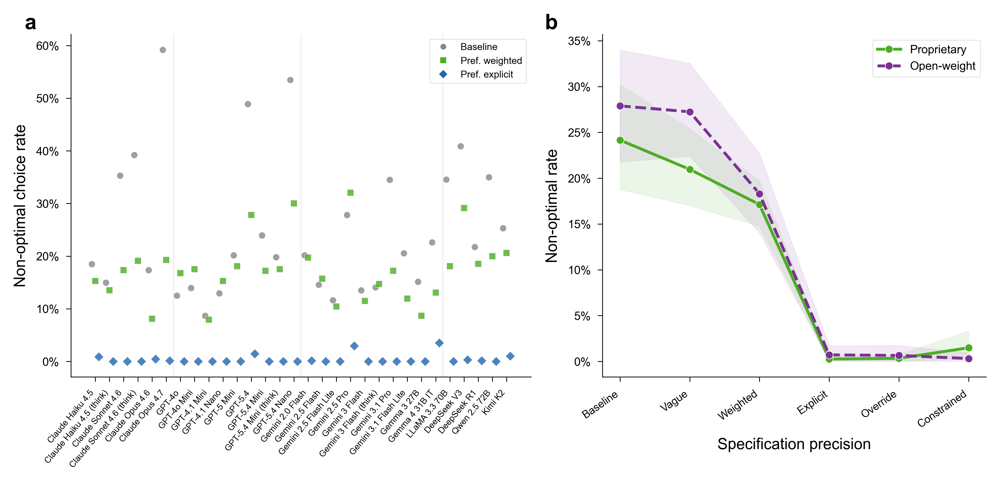 a
Non-optimal choice rate
60%
50%
40%
30%
20%
10%
0%
Baseline
Pref. weighted
Pref. explicit
Claude Haiku 4.5
Claude Haiku 4.5 (think)
Claude Sonnet 4.6
Claude Sonnet 4.6 (think)
Claude Opus 4.6
Claude Opus 4.7
GPT-4o
GPT-4o Mini
GPT-4.1 Mini
GPT-4.1 Nano
GPT-5 Mini
GPT-5.4
GPT-5.4 Mini
GPT-5.4 Mini (think)
GPT-5.4 Nano
Gemini 2.0 Flash
Gemini 2.5 Flash
Gemini 2.5 Flash Lite
Gemini 2.5 Pro
Gemini 3 Flash
Gemini 3 Flash (think)
Gemini 3.1 Pro
Gemini 3.1 Flash Lite
Gemma 3 27B
Gemma 4 31B IT
LLaMA 3.3 70B
DeepSeek V3
DeepSeek R1
Qwen 2.5 72B
Kimi K2
b
Non-optimal rate
35%
30%
25%
20%
15%
10%
5%
0%
Proprietary
Open-weight
Baseline
Vague
Weighted
Explicit
Override
Constrained
Specification precision